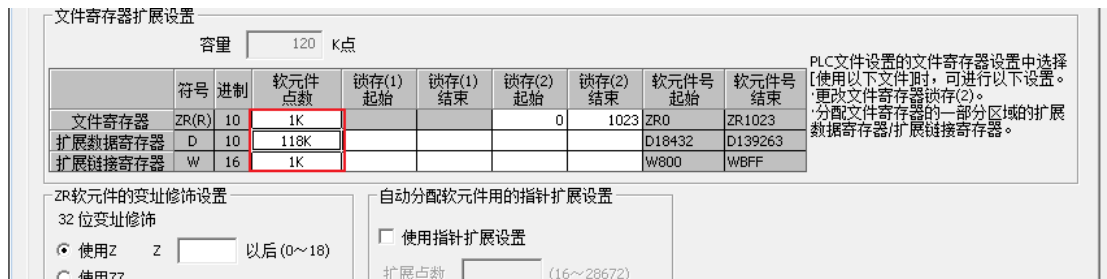 文件寄存器扩展设置
容量 120 K点
符号 进制 软元件点数 锁存(1)起始 锁存(1)结束 锁存(2)起始 锁存(2)结束 软元件号起始 软元件号结束
文件寄存器 ZR(R) 10 1K 0 1023 ZR0 ZR1023
扩展数据寄存器 D 10 118K D18432 D139263
扩展链接寄存器 W 16 1K W800 WBFF
PLC文件设置的文件寄存器设置中选择
[使用以下文件]时，可进行以下设置。
·更改文件寄存器锁存(2)。
·分配文件寄存器的一部分区域的扩展
数据寄存器/扩展链接寄存器。
ZR软元件的变址修饰设置
32 位变址修饰
使用Z Z 以后(0～18)
使用ZZ
自动分配软元件用的指针扩展设置
使用指针扩展设置
扩展点数 (16～28672)